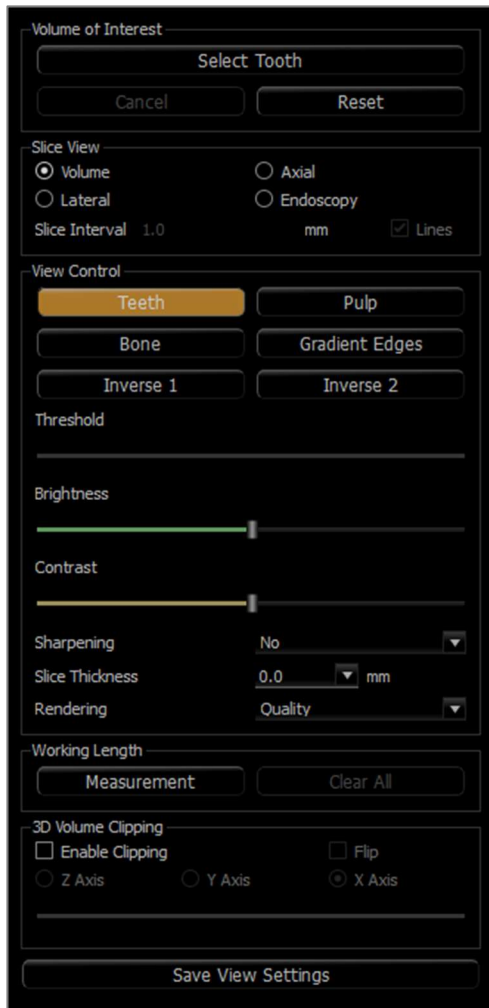 Volume of Interest
Select Tooth
Cancel Reset
Slice View
Volume Axial
Lateral Endoscopy
Slice Interval 1.0 mm Lines
View Control
Teeth Pulp
Bone Gradient Edges
Inverse 1 Inverse 2
Threshold
Brightness
Contrast
Sharpening No
Slice Thickness 0.0 mm
Rendering Quality
Working Length
Measurement Clear All
3D Volume Clipping
Enable Clipping Flip
Z Axis Y Axis X Axis
Save View Settings